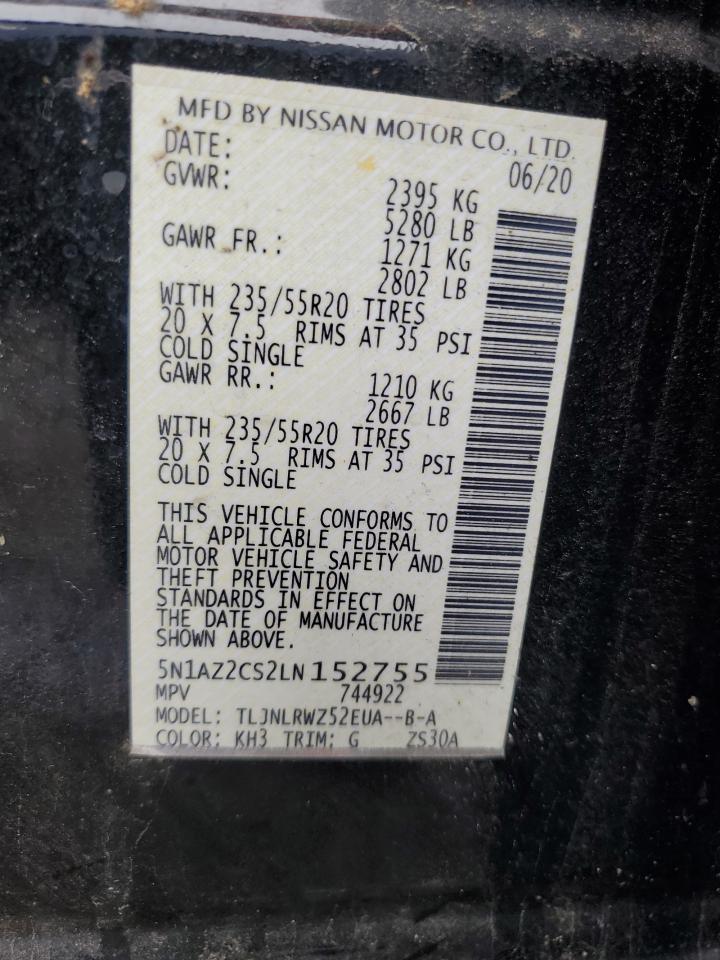 MFD BY NISSAN MOTOR CO., LTD.
DATE: 06/20
GVWR: 2395 KG
5280 LB
GAWR FR.: 1271 KG
2802 LB
WITH 235/55R20 TIRES
20 X 7.5 RIMS AT 35 PSI
COLD SINGLE
GAWR RR.: 1210 KG
2667 LB
WITH 235/55R20 TIRES
20 X 7.5 RIMS AT 35 PSI
COLD SINGLE
THIS VEHICLE CONFORMS TO
ALL APPLICABLE FEDERAL
MOTOR VEHICLE SAFETY AND
THEFT PREVENTION
STANDARDS IN EFFECT ON
THE DATE OF MANUFACTURE
SHOWN ABOVE.
5N1AZ2CS2LN152755
MPV 744922
MODEL: TLJNLRWZ52EUA--B-A
COLOR: KH3 TRIM: G ZS30A